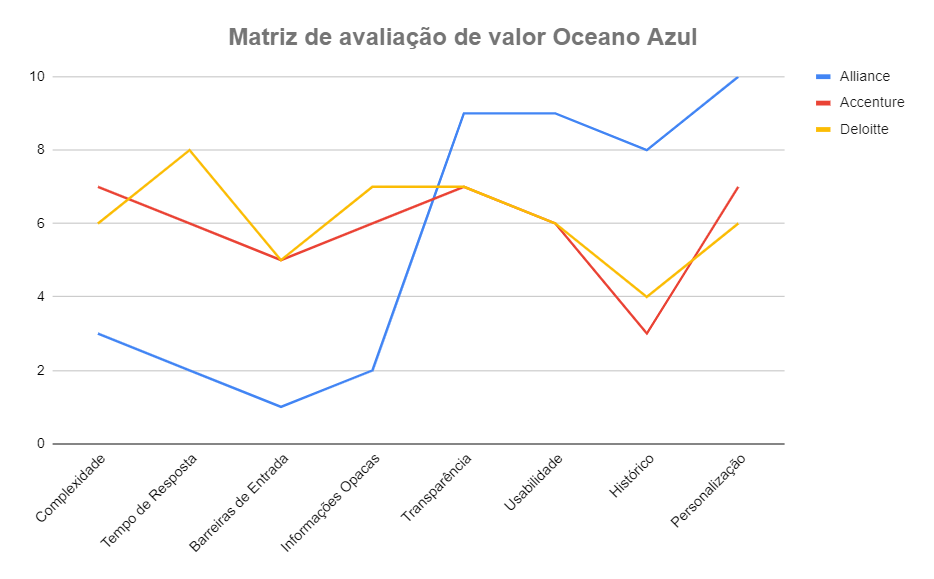 Matriz de avaliação de valor Oceano Azul
10
8
6
4
2
0
Alliance
Accenture
Deloitte
Complexidade
Tempo de Resposta
Barreiras de Entrada
Informações Opacas
Transparência
Usabilidade
Histórico
Personalização